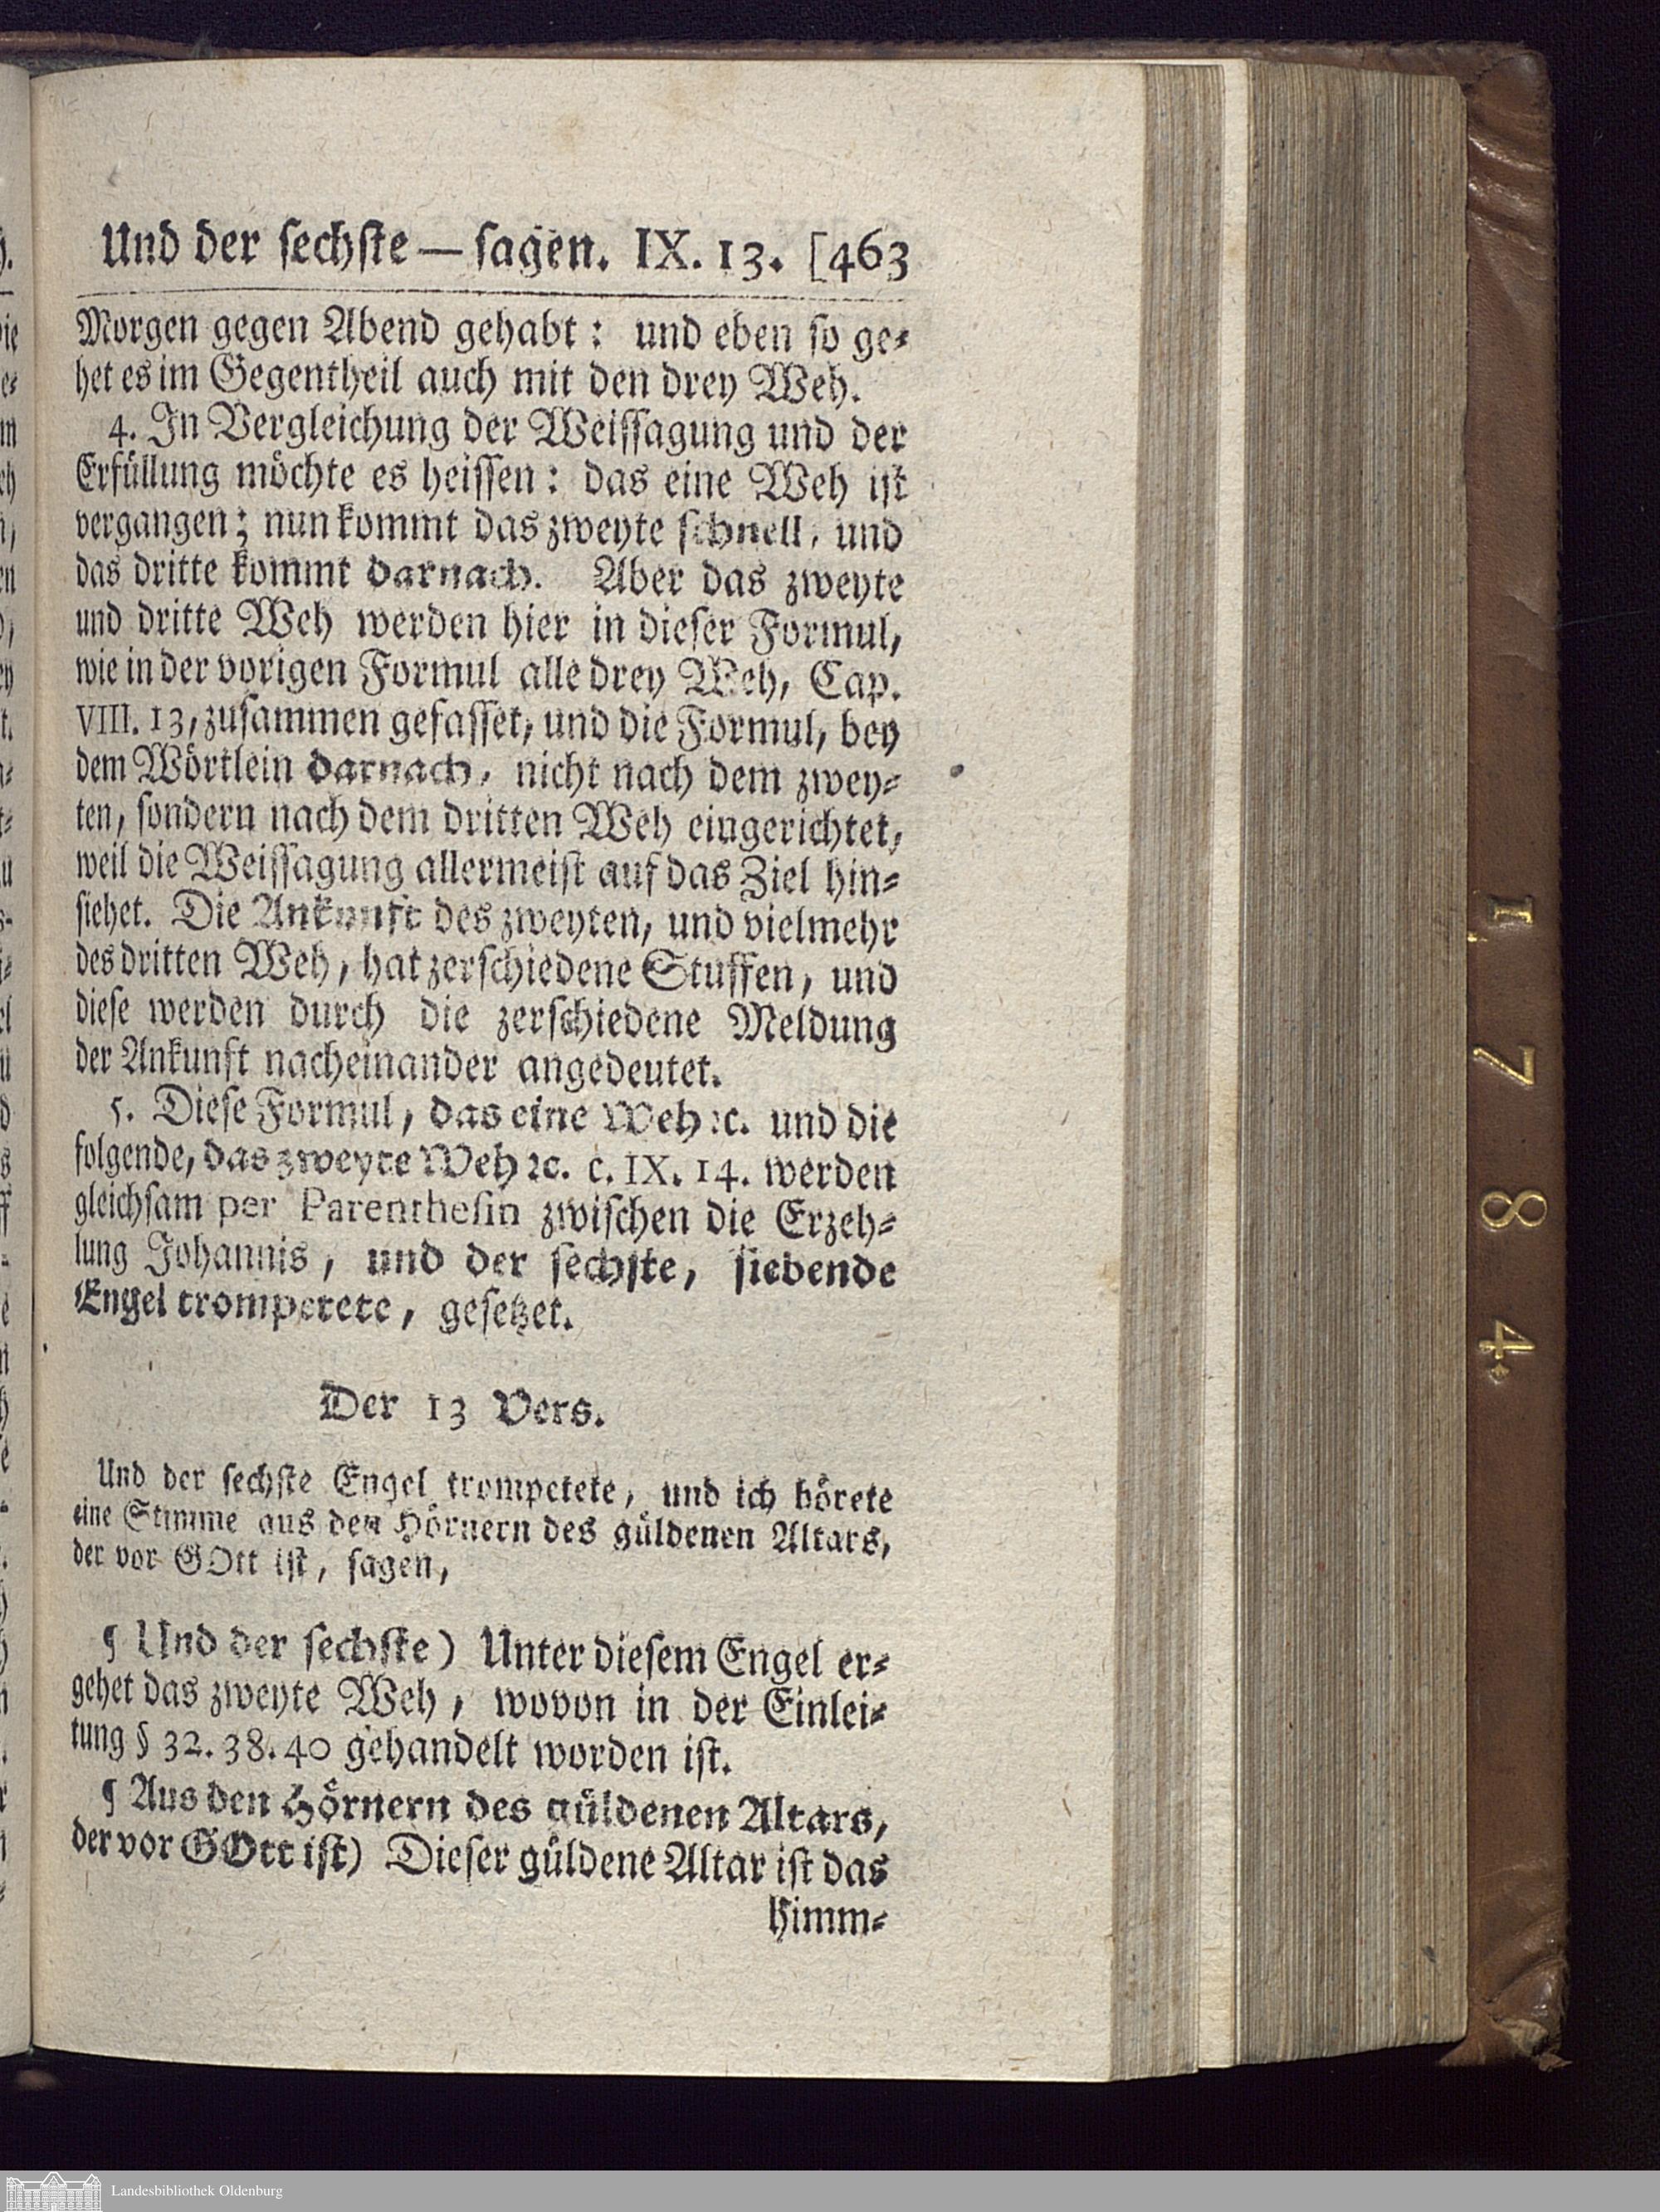 Und der sechste — sagen. IX. 13. [463
Morgen gegen Abend gehabt: und eben so ge-
het es im Gegentheil auch mit den drey Weh.
4. In Vergleichung der Weissagung und der
Erfüllung möchte es heissen: das eine Weh ist
vergangen; nun kommt das zweyte schnell, und
das dritte kommt darnach. Aber das zweyte
und dritte Weh werden hier in dieser Formul,
wie in der vorigen Formul alle drey Weh, Cap.
VIII. 13, zusammen gefasset, und die Formul, bey
dem Wörtlein darnach, nicht nach dem zwey-
ten, sondern nach dem dritten Weh eingerichtet,
weil die Weissagung allermeist auf das Ziel hin-
siehet. Die Ankunft des zweyten, und vielmehr
des dritten Weh, hat zerschiedene Stuffen, und
diese werden durch die zerschiedene Meldung
der Ankunft nacheinander angedeutet.
5. Diese Formul, das eine Weh ꝛc. und die
folgende, das zweyte Weh ꝛc. c. IX. 14. werden
gleichsam per Parenthesin zwischen die Erzeh-
lung Johannis, und der sechste, siebende
Engel trompetete, gesetzet.
Der 13 Vers.
Und der sechste Engel trompetete, und ich hörete
eine Stimme aus den Hörnern des güldenen Altars,
der vor GOtt ist, sagen,
¶ Und der sechste) Unter diesem Engel er-
gehet das zweyte Weh, wovon in der Einlei-
tung § 32. 38. 40 gehandelt worden ist.
¶ Aus den Hörnern des güldenen Altars,
der vor GOtt ist) Dieser güldene Altar ist das
himm-
1784
Landesbibliothek Oldenburg